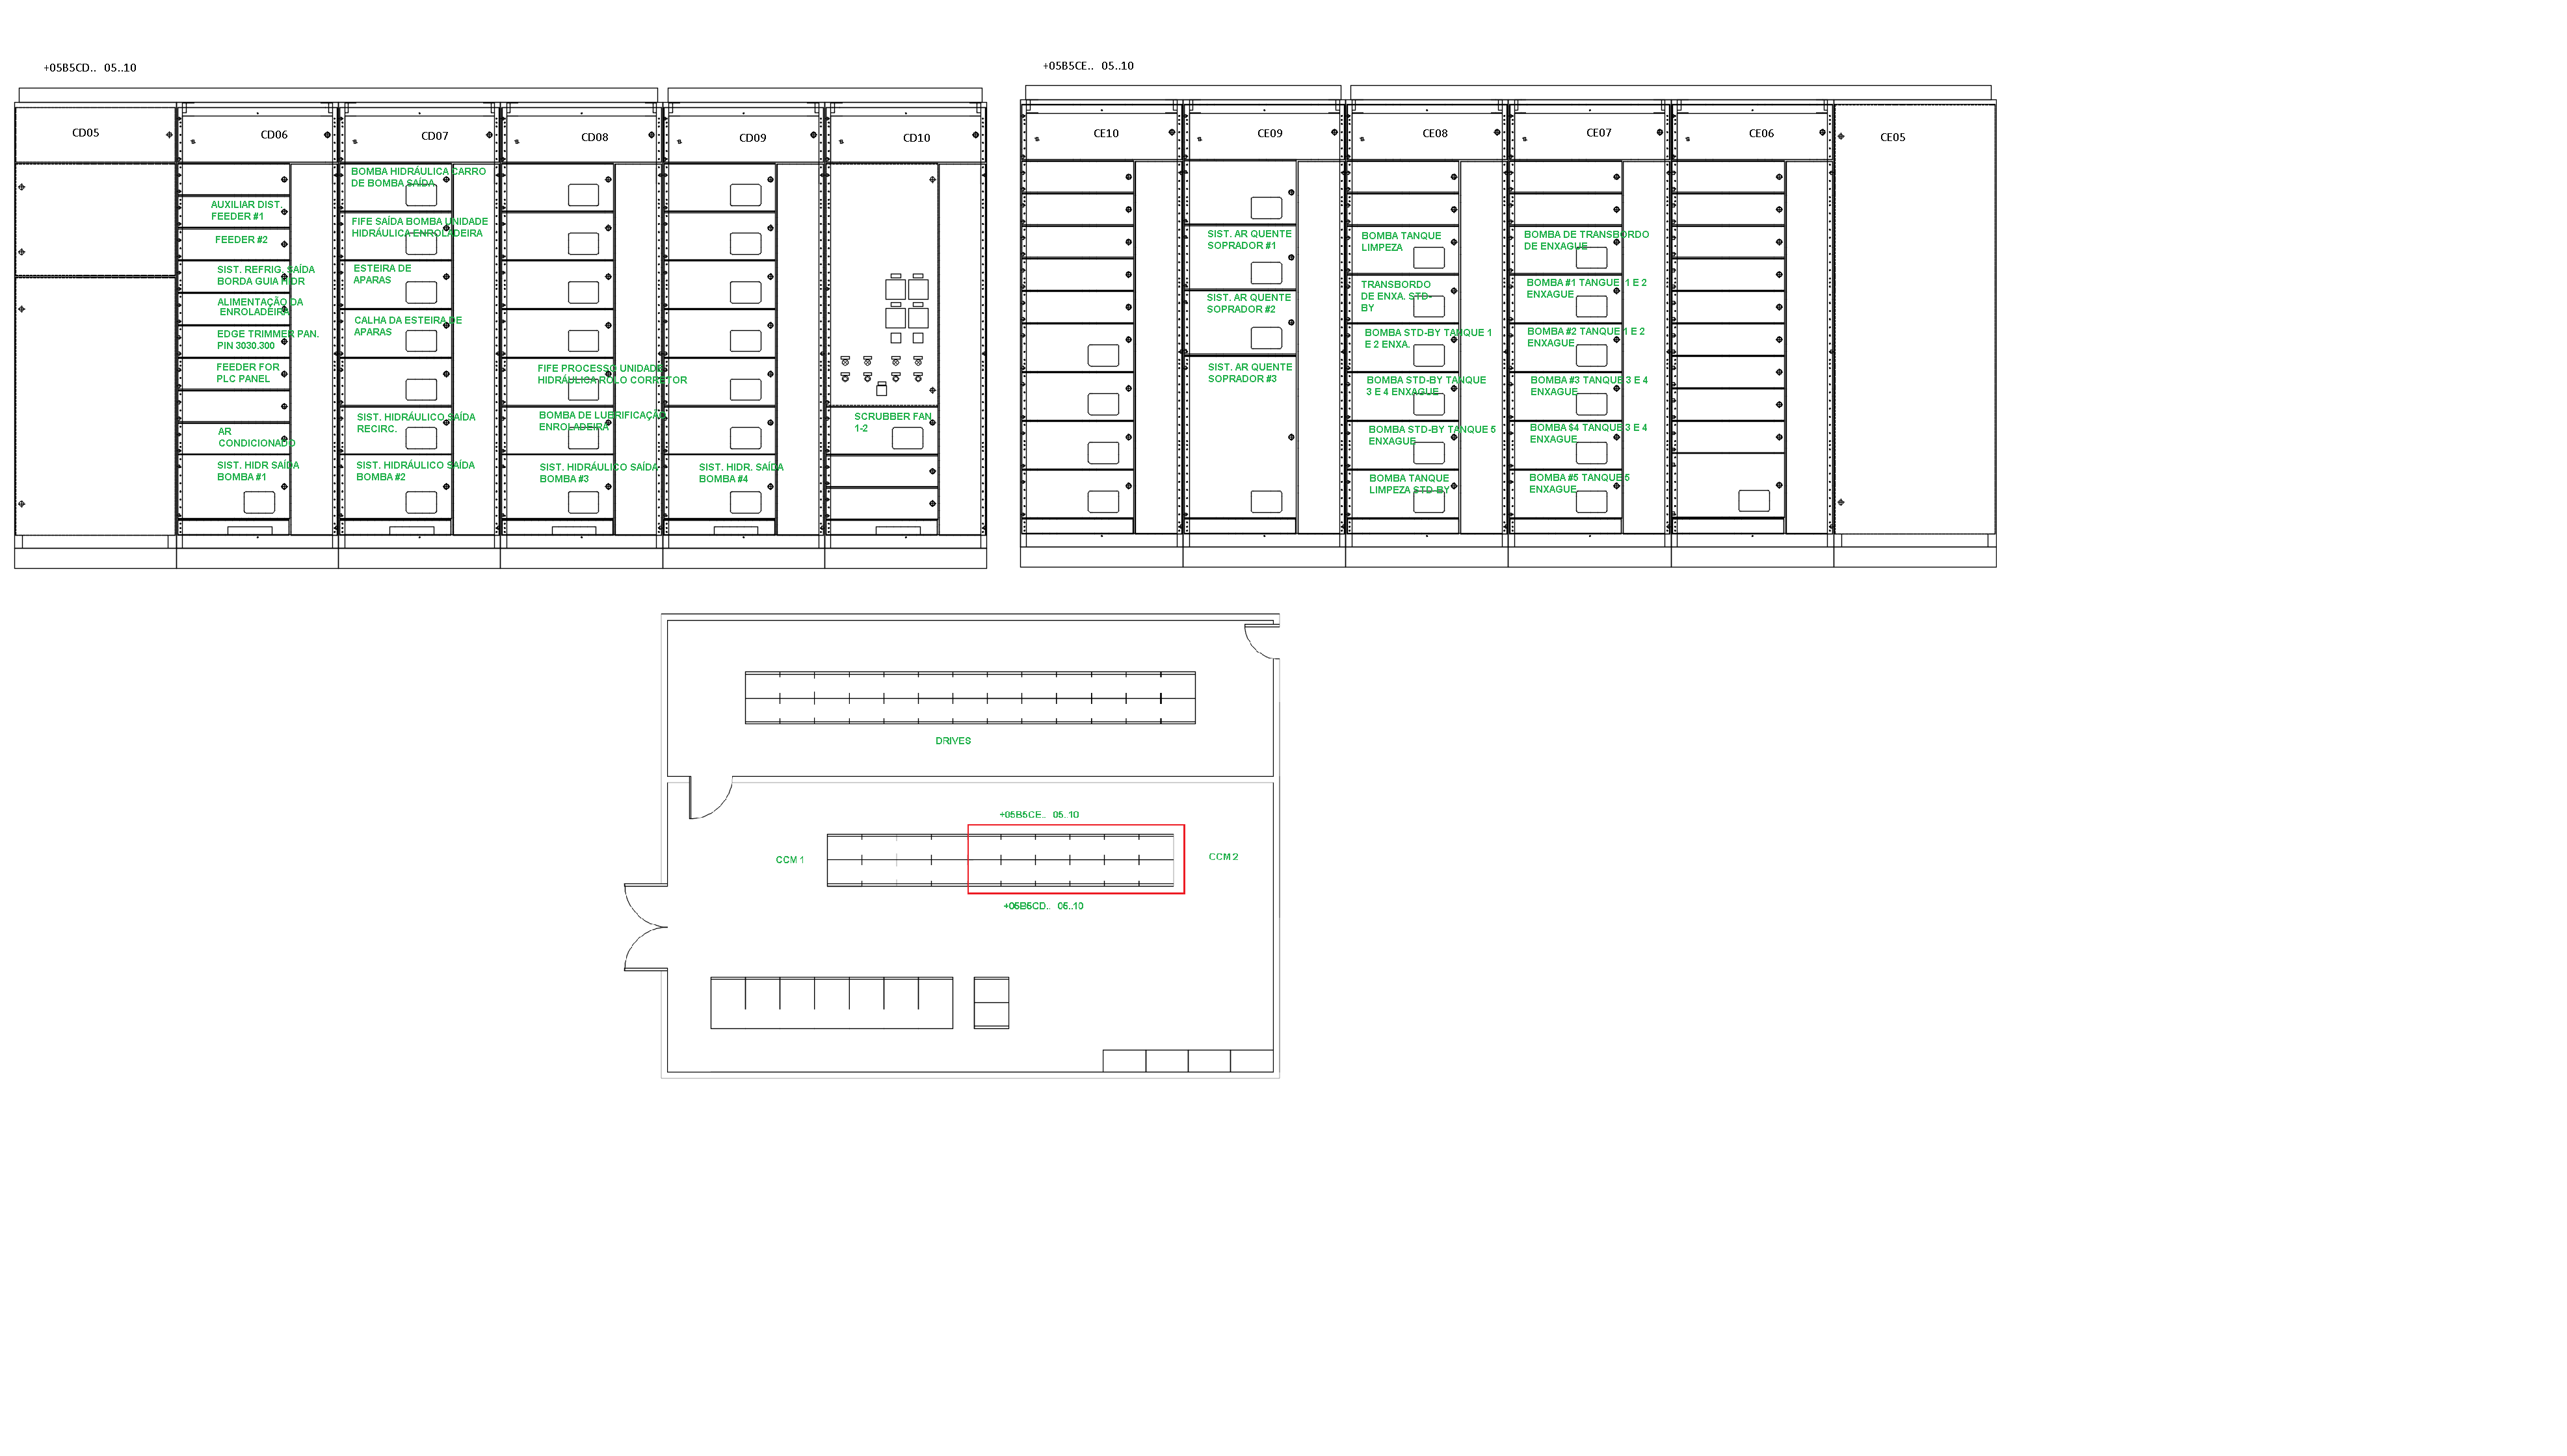 +05B5CD.. 05..10
CD05
CD06
CD07
CD08
CD09
CD10
AUXILIAR DIST.
FEEDER #1
FEEDER #2
SIST. REFRIG. SAÍDA
BORDA GUIA HDR
ALIMENTAÇÃO DA
ENROLADEIRA
EDGE TRIMMER PAN.
PIN 3030.300
FEEDER FOR
PLC PANEL
AR
CONDICIONADO
SIST. HIDR SAÍDA
BOMBA #1
BOMBA HIDRÁULICA CARRO
DE BOMBA SAÍDA
FIFE SAÍDA BOMBA UNIDADE
HIDRÁULICA ENROLADEIRA
ESTEIRA DE
APARAS
CALHA DA ESTEIRA DE
APARAS
SIST. HIDRÁULICO SAÍDA
RECIRC.
SIST. HIDRÁULICO SAÍDA
BOMBA #2
FIFE PROCESSO UNIDADE
HIDRÁULICA ROLO CORRETOR
BOMBA DE LUBRIFICAÇÃO
ENROLADEIRA
SIST. HIDRÁULICO SAÍDA
BOMBA #3
SIST. HIDR. SAÍDA
BOMBA #4
SCRUBBER FAN
1-2
+05B5CE.. 05..10
CE10
CE09
CE08
CE07
CE06
CE05
SIST. AR QUENTE
SOPRADOR #1
SIST. AR QUENTE
SOPRADOR #2
SIST. AR QUENTE
SOPRADOR #3
BOMBA TANQUE
LIMPEZA
TRANSBORDO
DE ENXA. STD-
BY
BOMBA STD-BY TANQUE 1
E 2 ENXA.
BOMBA STD-BY TANQUE
3 E 4 ENXAGUE
BOMBA STD-BY TANQUE 5
ENXAGUE
BOMBA TANQUE
LIMPEZA STD-BY
BOMBA DE TRANSBORDO
DE ENXAGUE
BOMBA #1 TANGUE 1 E 2
ENXAGUE
BOMBA #2 TANQUE 1 E 2
ENXAGUE
BOMBA #3 TANQUE 3 E 4
ENXAGUE
BOMBA $4 TANQUE 3 E 4
ENXAGUE
BOMBA #5 TANQUE 5
ENXAGUE
DRIVES
+05B5CE.. 05..10
CCM 1
CCM 2
+05B5CD.. 05..10